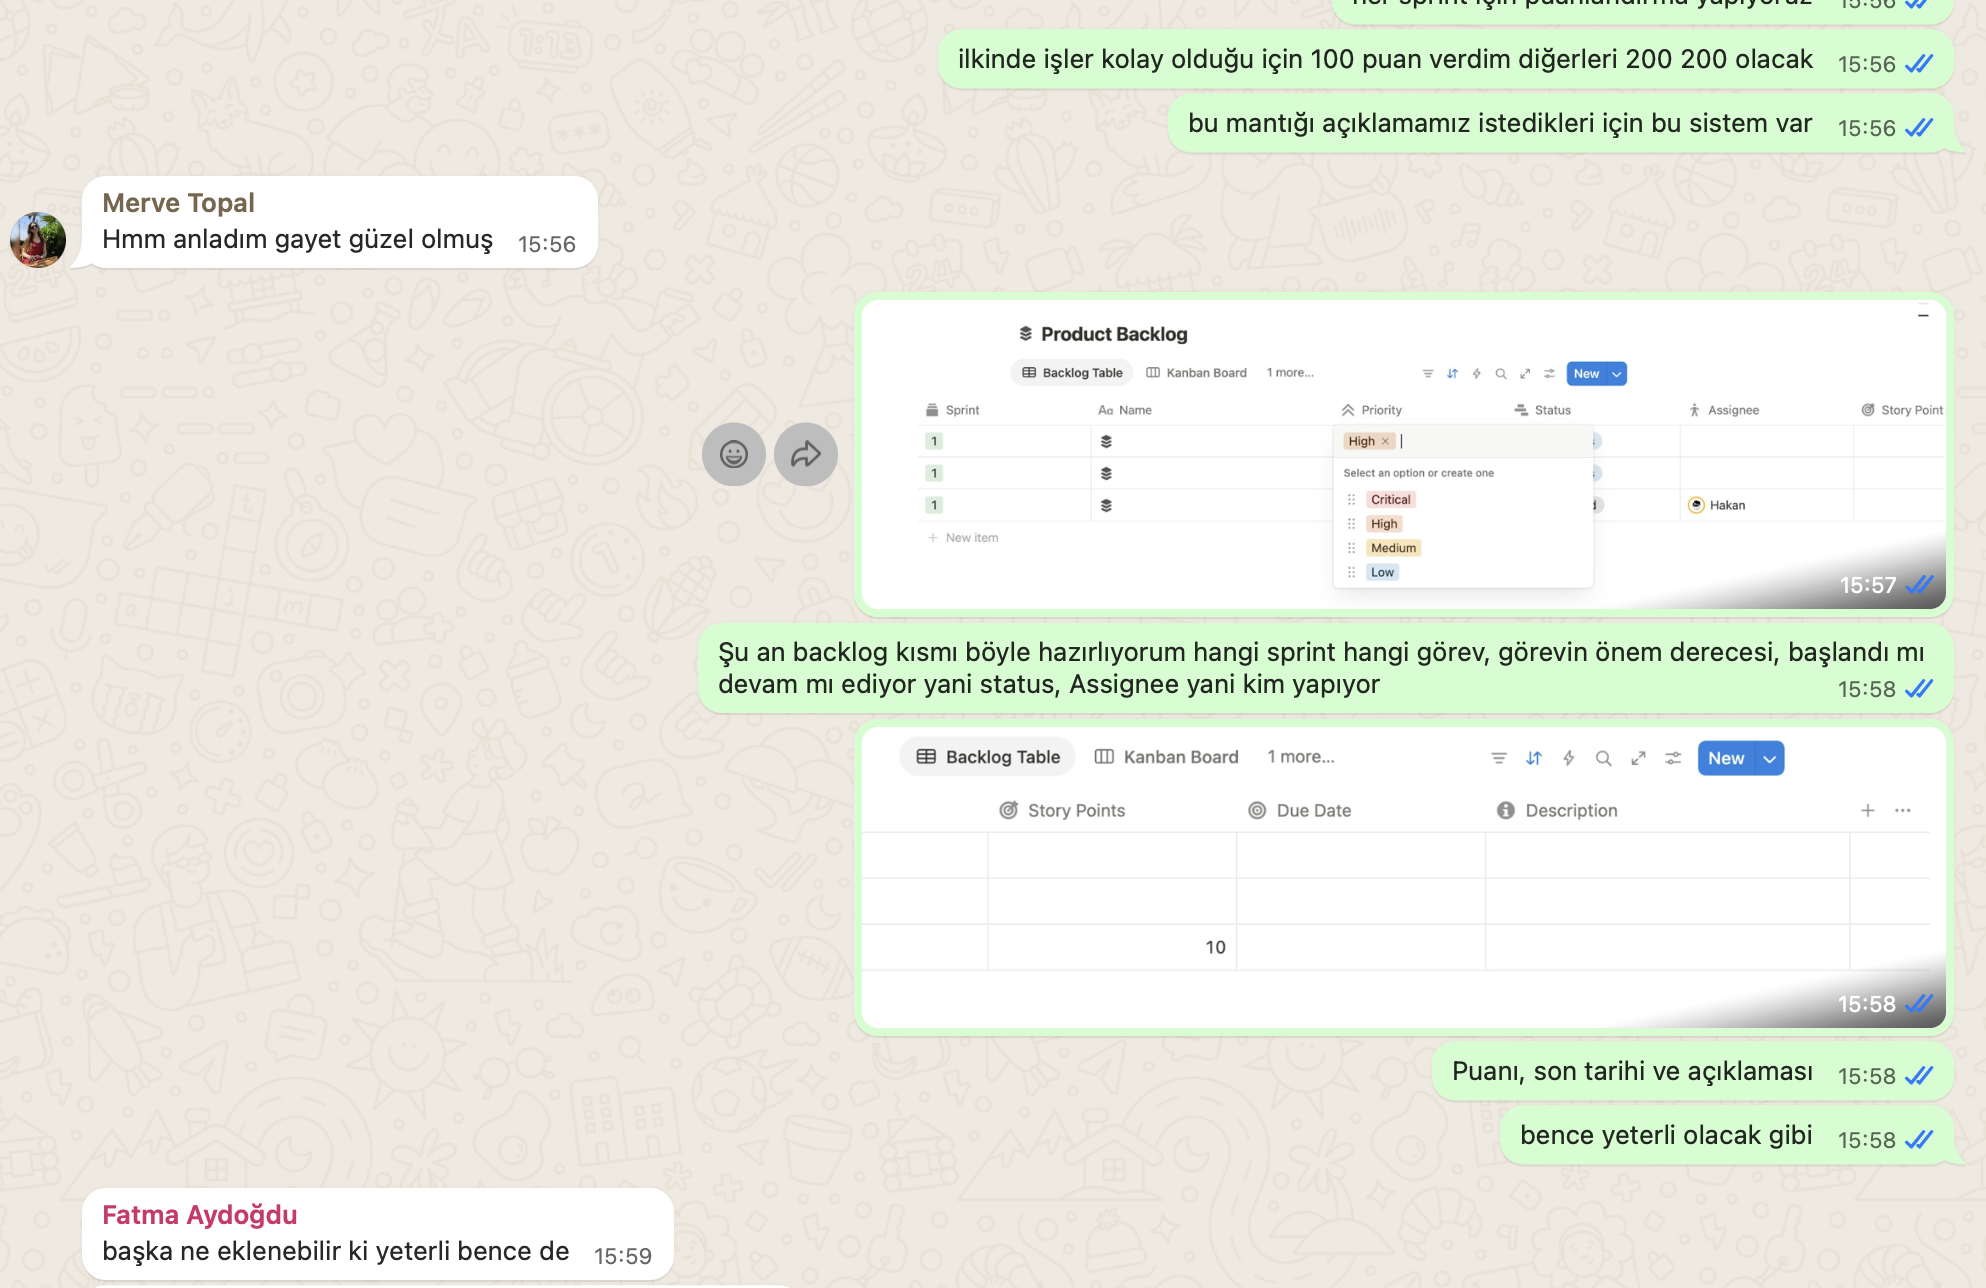 her sprint için puanlandırma yapıyoruz 15:56
ilkinde işler kolay olduğu için 100 puan verdim diğerleri 200 200 olacak 15:56
bu mantığı açıklamamız istedikleri için bu sistem var 15:56
Merve Topal
Hmm anladım gayet güzel olmuş 15:56
Product Backlog
Backlog Table Kanban Board 1 more... New
Sprint Aa Name Priority Status Assignee Story Point
1 High ×
1 Select an option or create one
Critical
1 Hakan
High
+ New item
Medium
Low
15:57
Şu an backlog kısmı böyle hazırlıyorum hangi sprint hangi görev, görevin önem derecesi, başlandı mı
devam mı ediyor yani status, Assignee yani kim yapıyor 15:58
Backlog Table Kanban Board 1 more... New
Story Points Due Date Description + ...
10
15:58
Puanı, son tarihi ve açıklaması 15:58
bence yeterli olacak gibi 15:58
Fatma Aydoğdu
başka ne eklenebilir ki yeterli bence de 15:59